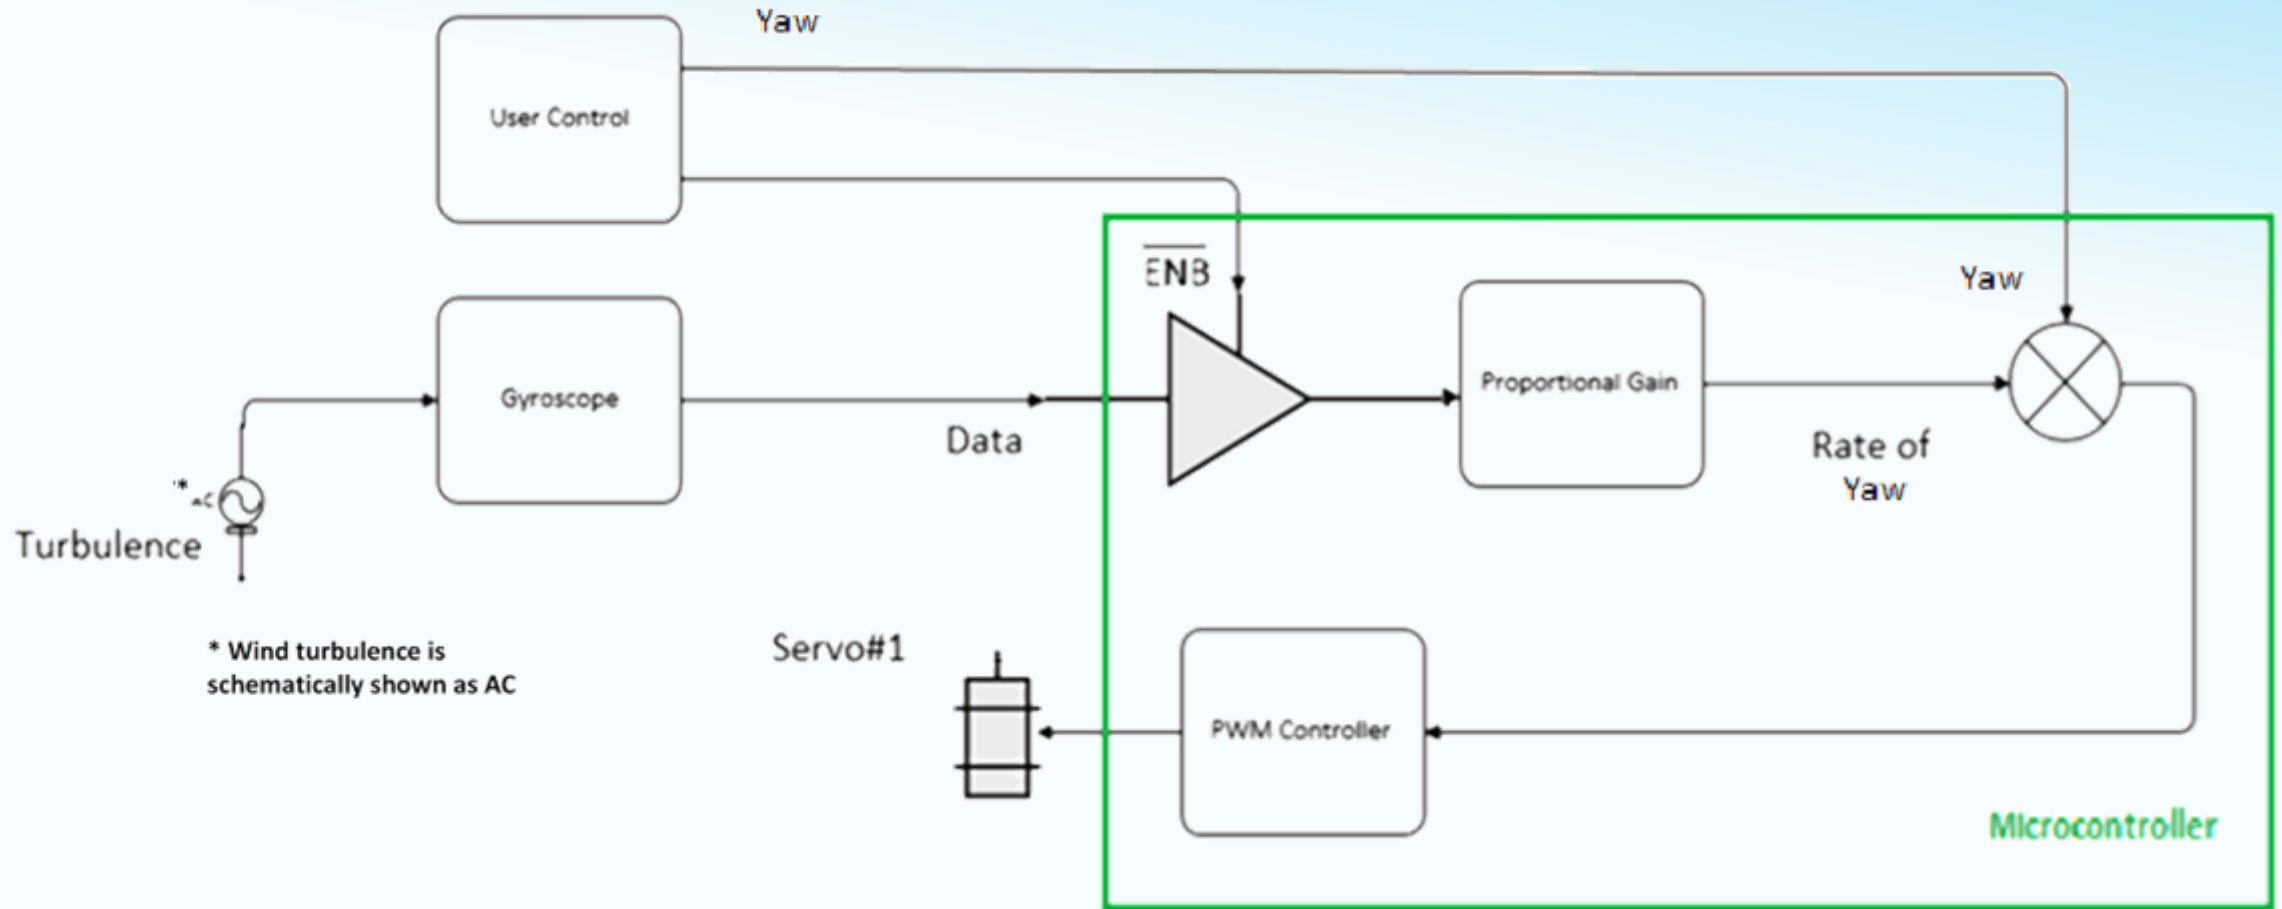 Yaw
User Control
ENB
Yaw
Gyroscope
Proportional Gain
Data
Rate of
Yaw
* AC
Turbulence
* Wind turbulence is
schematically shown as AC
Servo#1
PWM Controller
Microcontroller